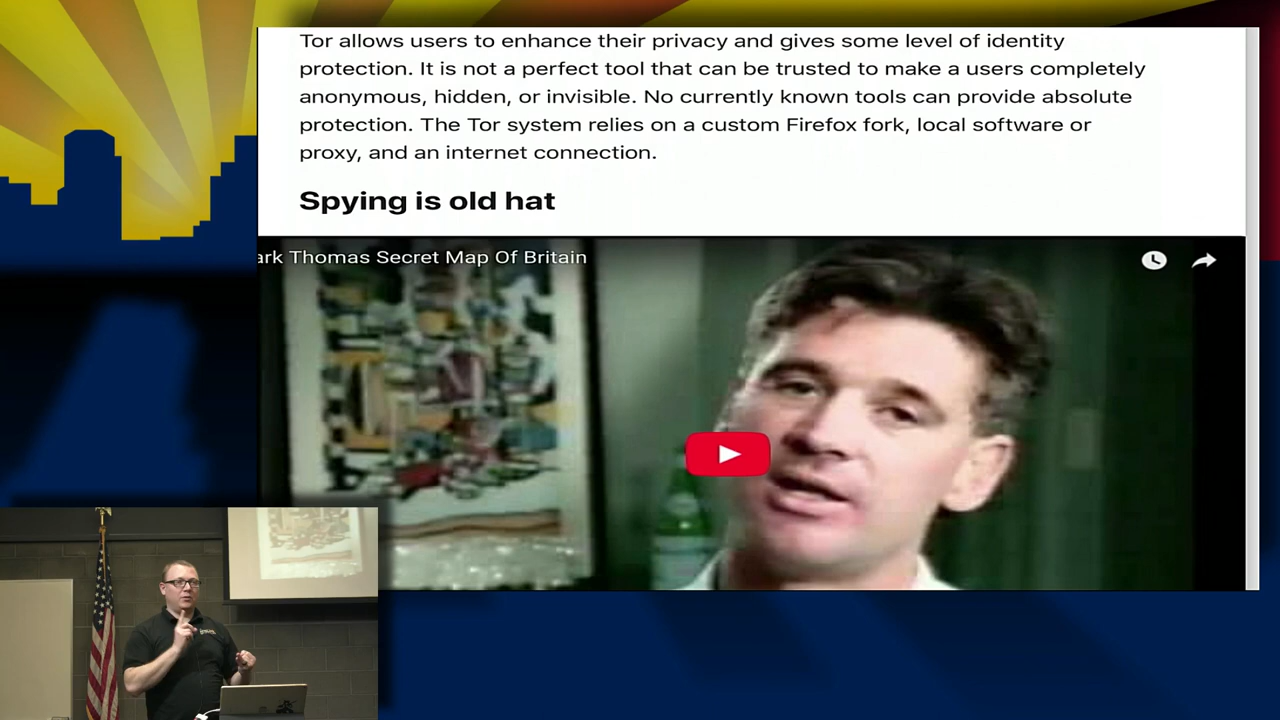 Tor allows users to enhance their privacy and gives some level of identity
protection. It is not a perfect tool that can be trusted to make a users completely
anonymous, hidden, or invisible. No currently known tools can provide absolute
protection. The Tor system relies on a custom Firefox fork, local software or
proxy, and an internet connection.
Spying is old hat
ark Thomas Secret Map Of Britain